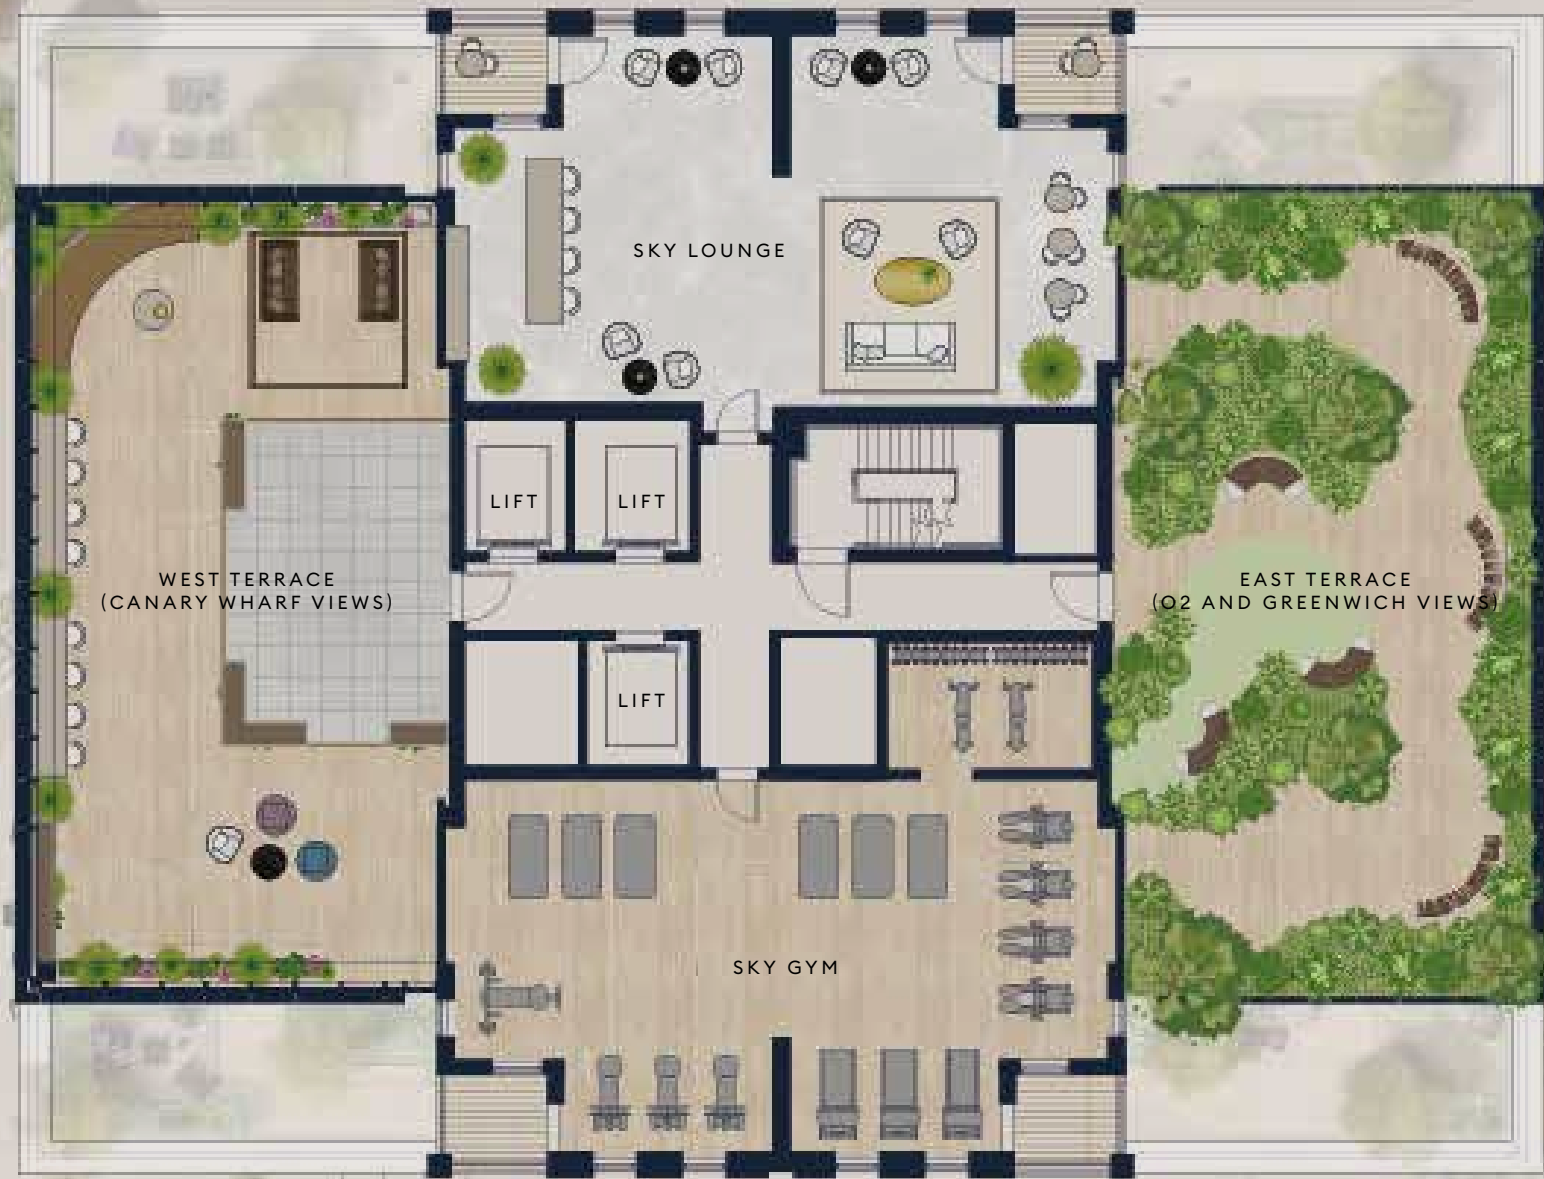 SKY LOUNGE
LIFT
LIFT
WEST TERRACE
(CANARY WHARF VIEWS)
EAST TERRACE
(O2 AND GREENWICH VIEWS)
LIFT
SKY GYM